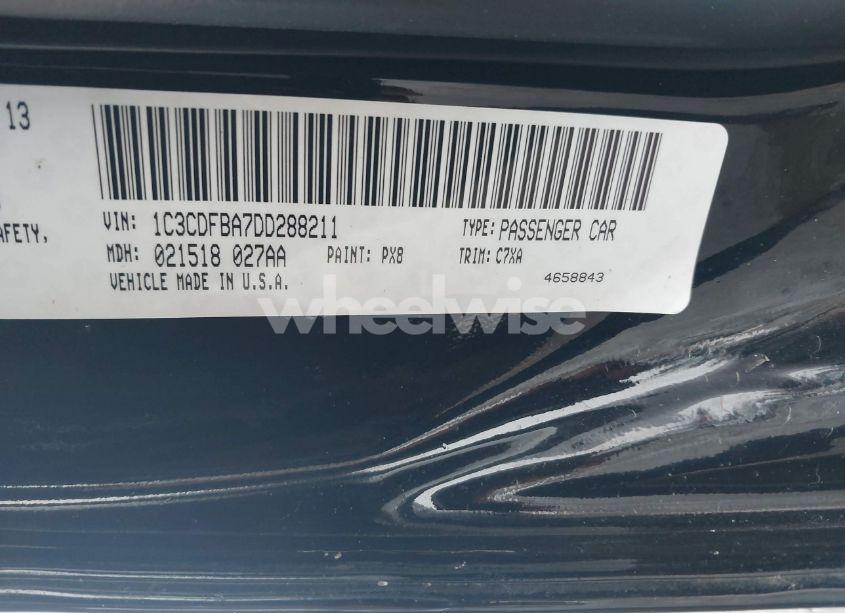 13
AFETY,
VIN: 1C3CDFBA7DD288211 TYPE: PASSENGER CAR
MDH: 021518 027AA PAINT: PX8 TRIM: C7XA
VEHICLE MADE IN U.S.A. 4658843
wheelwise